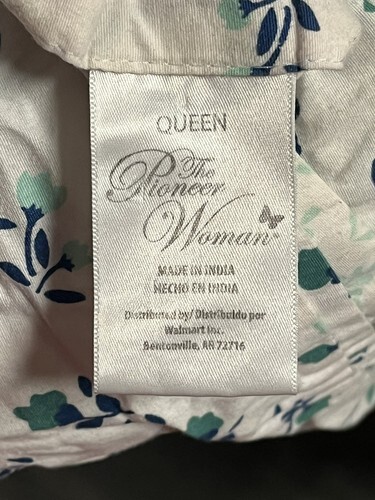 QUEEN
The
Pioneer
Woman
MADE IN INDIA
HECHO EN INDIA
Distributed by/ Distribuido por
Walmart Inc.
Bentonville, AR 72716